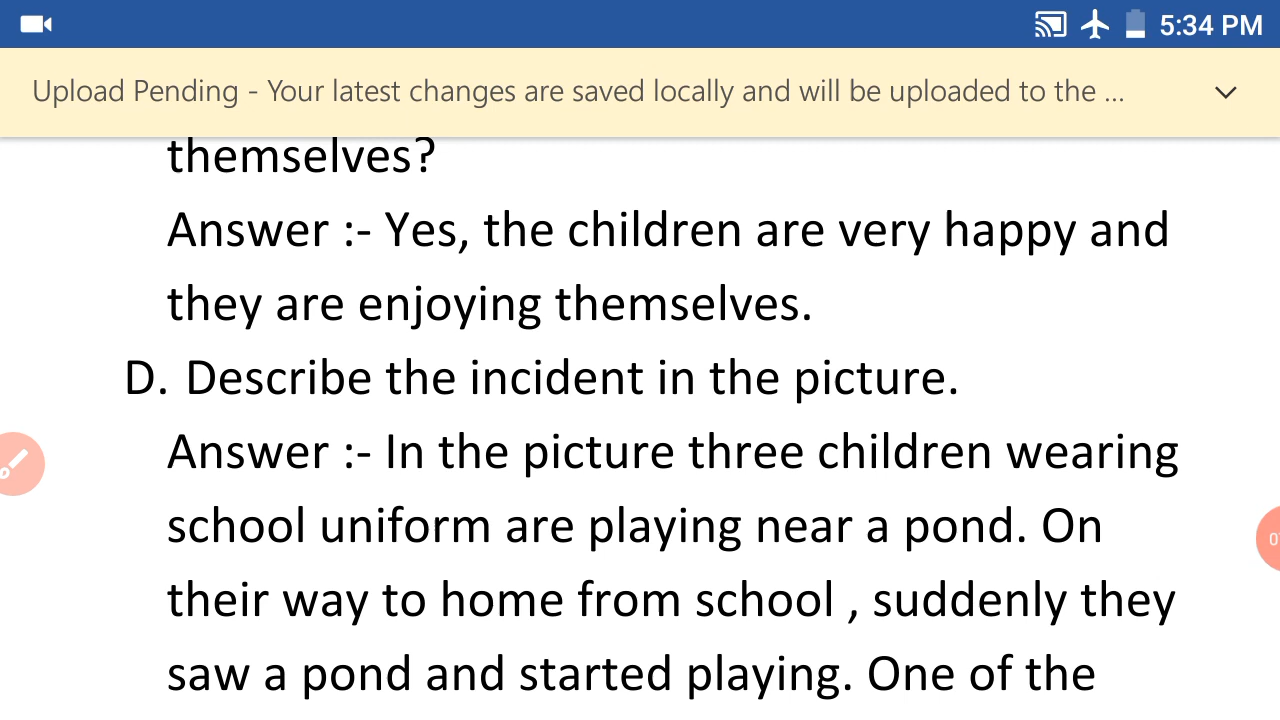 5:34 PM
Upload Pending - Your latest changes are saved locally and will be uploaded to the ...
themselves?
Answer :- Yes, the children are very happy and
they are enjoying themselves.
D. Describe the incident in the picture.
Answer :- In the picture three children wearing
school uniform are playing near a pond. On
their way to home from school , suddenly they
saw a pond and started playing. One of the